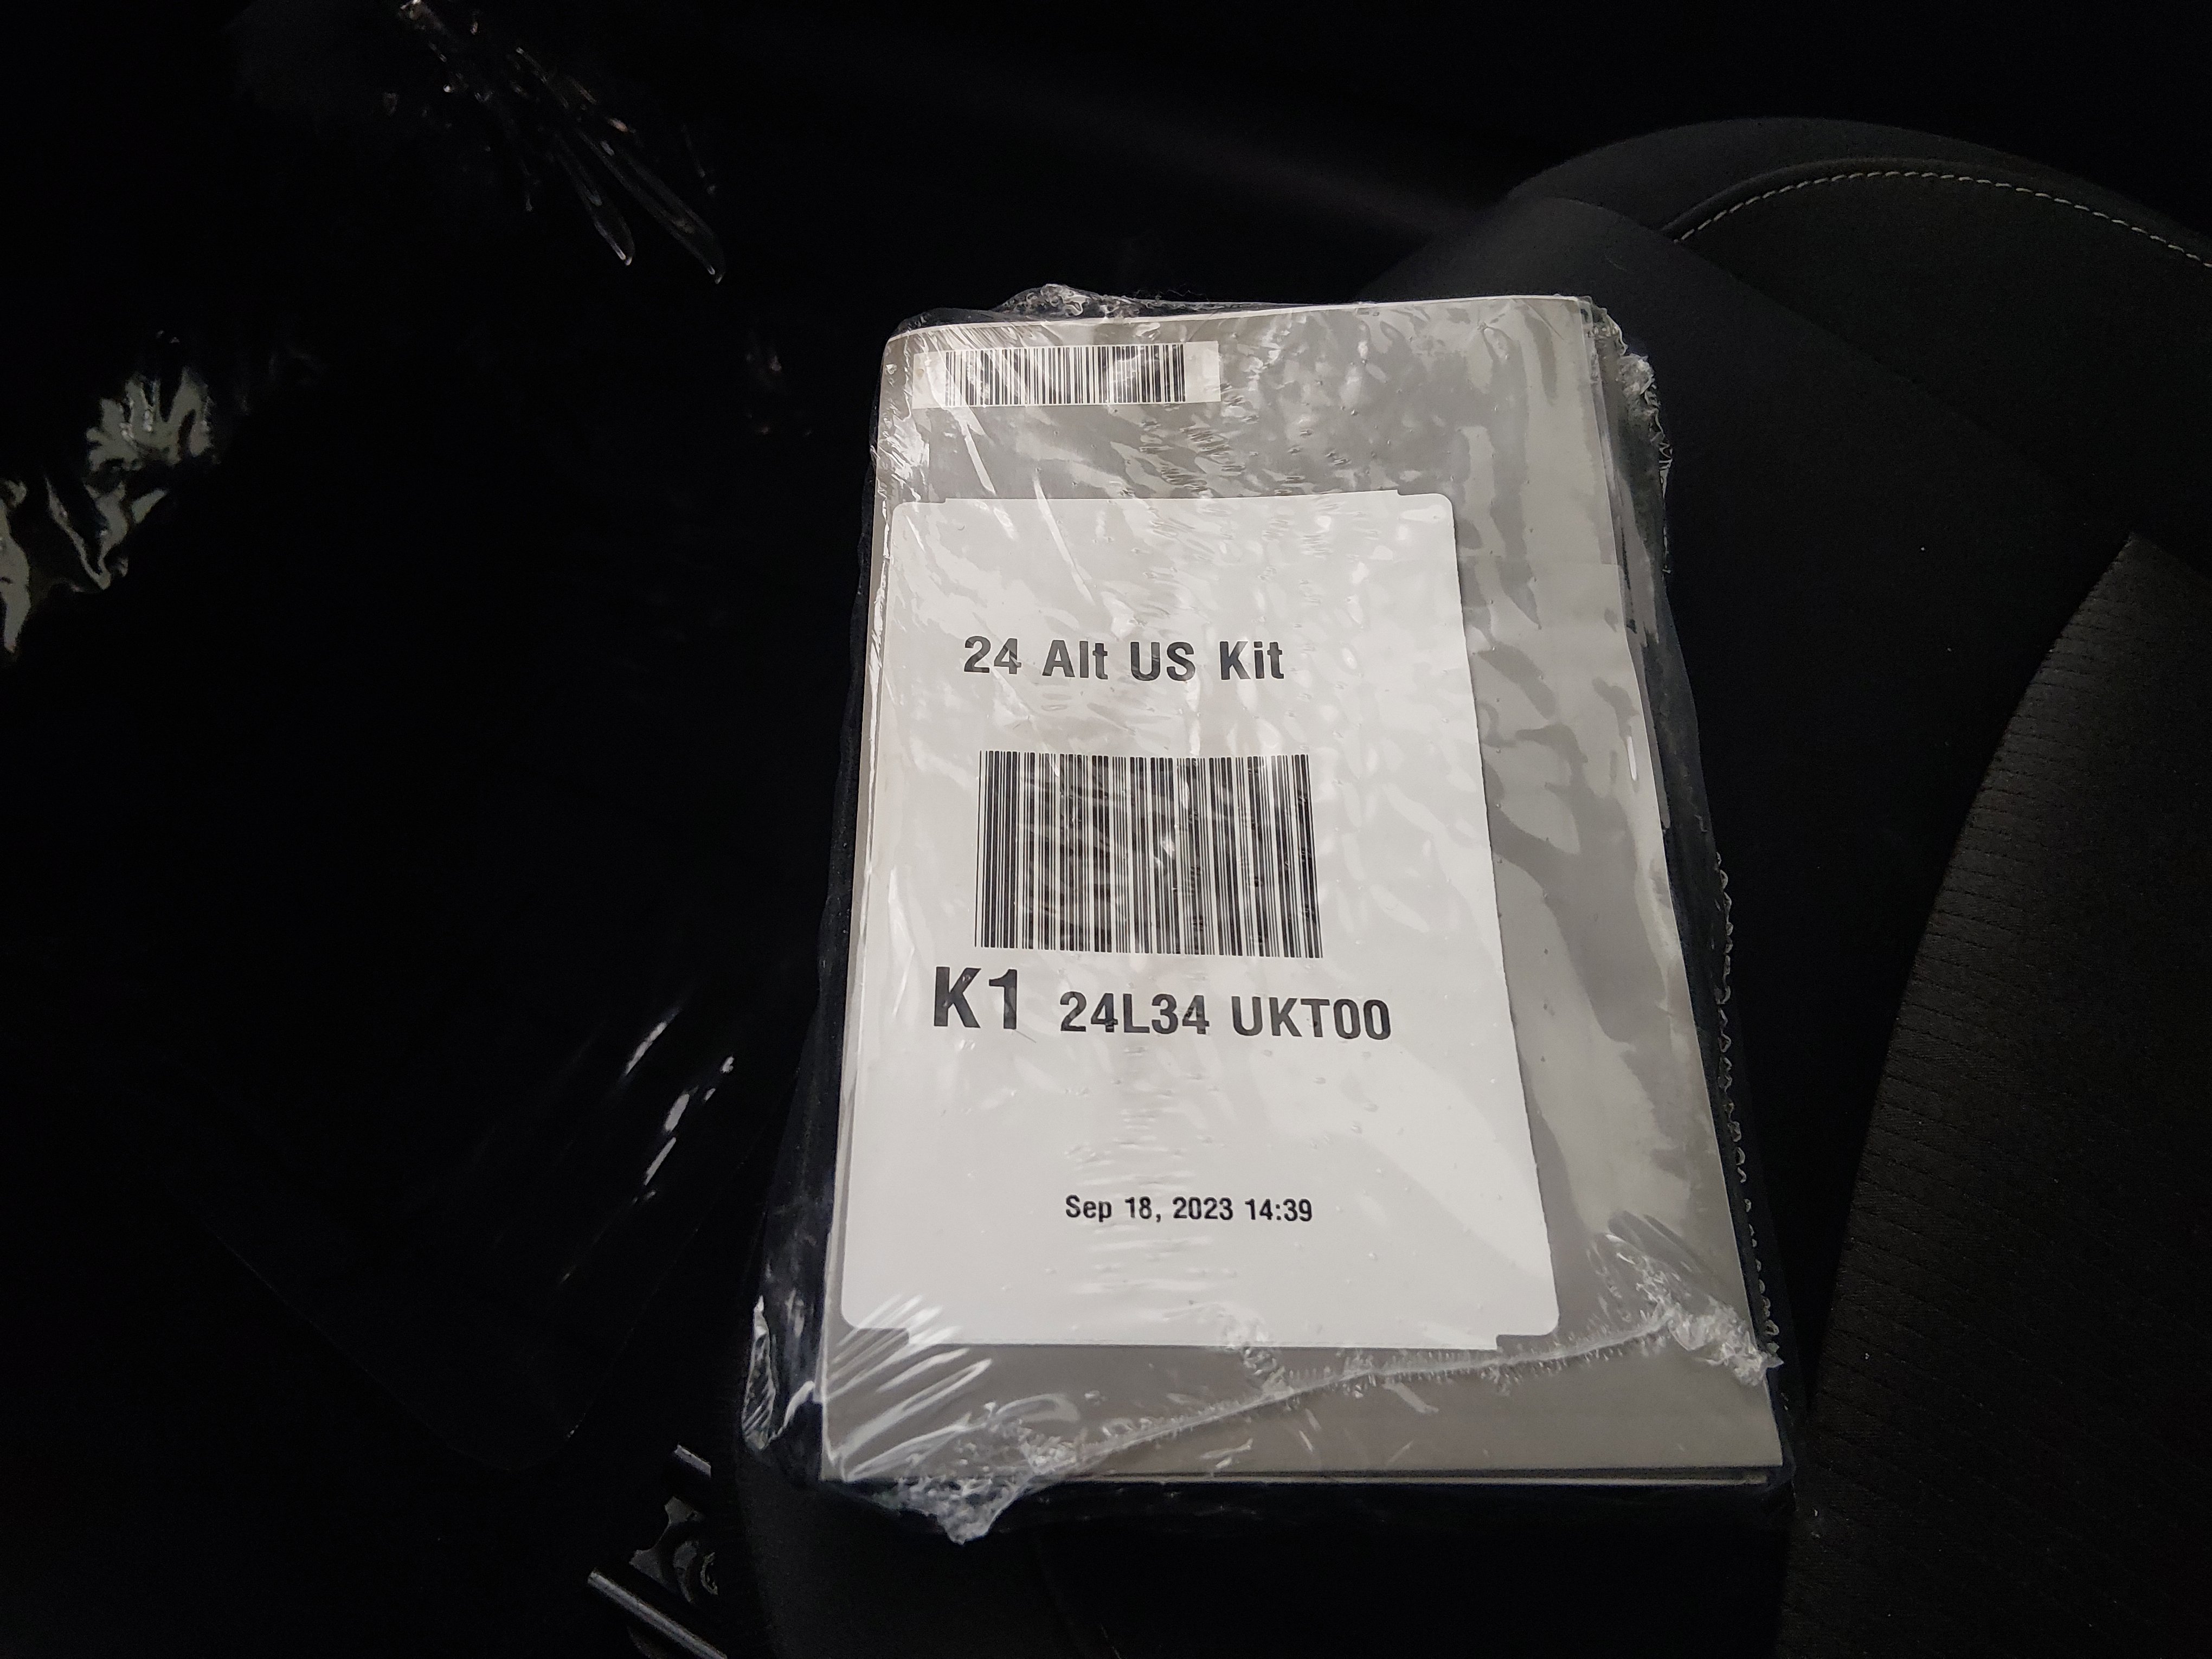 24 Alt US Kit
K1 24L34 UKT00
Sep 18, 2023 14:39